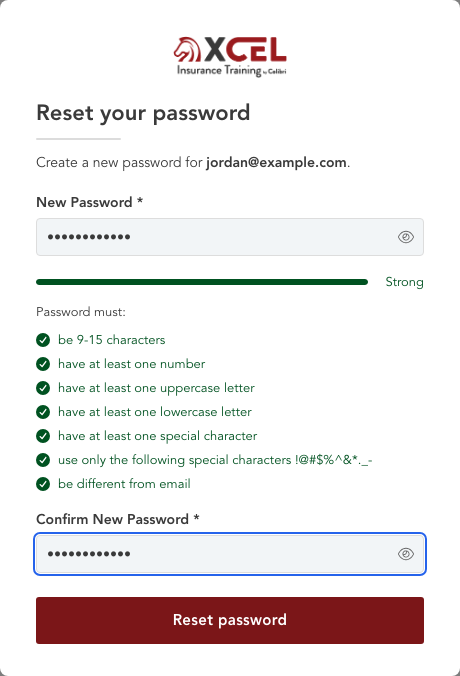 XCEL
Insurance Training by Colibri
Reset your password
Create a new password for jordan@example.com.
New Password *
••••••••••••
Strong
Password must:
be 9-15 characters
have at least one number
have at least one uppercase letter
have at least one lowercase letter
have at least one special character
use only the following special characters !@#$%^&*._-
be different from email
Confirm New Password *
••••••••••••
Reset password